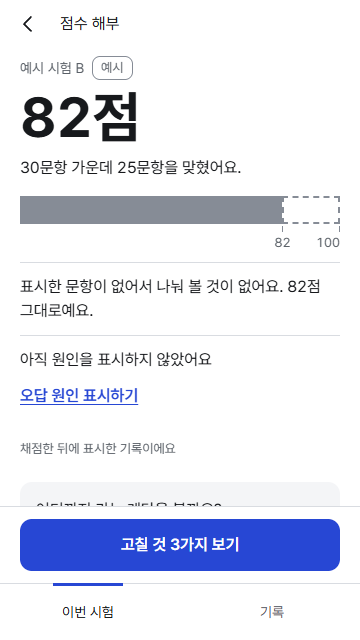 점수 해부
예시 시험 B 예시
82점
30문항 가운데 25문항을 맞혔어요.
82 100
표시한 문항이 없어서 나눠 볼 것이 없어요. 82점
그대로예요.
아직 원인을 표시하지 않았어요
오답 원인 표시하기
채점한 뒤에 표시한 기록이에요
고칠 것 3가지 보기
이번 시험 기록